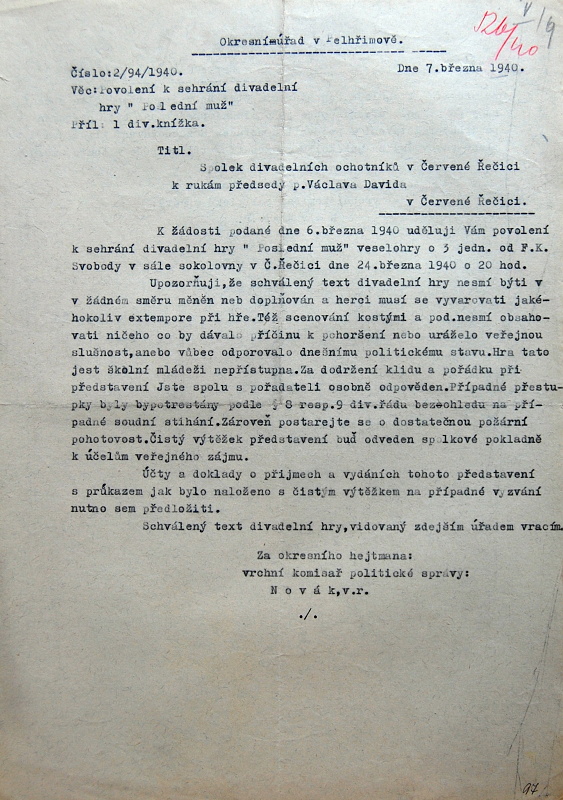 Okresní úřad v Pelhřimově.
V/9
126/40
Číslo:2/94/1940.
Dne 7.března 1940.
Věc:Povolení k sehrání divadelní
hry " Poslední muž"
Příl: 1 div.knížka.
Titl.
Spolek divadelních ochotníků v Červené Řečici
k rukám předsedy p.Václava Davida
v Červené Řečici.
K žádosti podané dne 6.března 1940 uděluji Vám povolení
k sehrání divadelní hry " Poslední muž" veselohry o 3 jedn. od F.K.
Svobody v sále sokolovny v Č.Řečici dne 24.března 1940 o 20 hod.
Upozorňuji,že schválený text divadelní hry nesmí býti v
v žádném směru měněn neb doplňován a herci musí se vyvarovati jaké-
hokoliv extempore při hře.Též scenování kostymi a pod.nesmí obsaho-
vati ničeho co by dávalo příčinu k pohoršení nebo uráželo veřejnou
slušnost,anebo vůbec odporovalo dnešnímu politickému stavu.Hra tato
jest školní mládeži nepřístupna.Za dodržení klidu a pořádku při
představení Jste spolu s pořadateli osobně odpověden.Případné přestu-
pky byly bypotrestány podle § 8 resp.9 div.řádu bez ohledu na pří-
padné soudní stihání.Zároveň postarejte se o dostatečnou požární
pohotovost.Čistý výtěžek představení buď odveden spolkové pokladně
k účelům veřejného zájmu.
Účty a doklady o přijmech a vydáních tohoto představení
s průkazem jak bylo naloženo s čistým výtěžkem na případné vyzvání
nutno sem předložiti.
Schválený text divadelní hry,vidovaný zdejším úřadem vracím.
Za okresního hejtmana:
vrchní komisař politické správy:
N o v á k,v.r.
./.
97